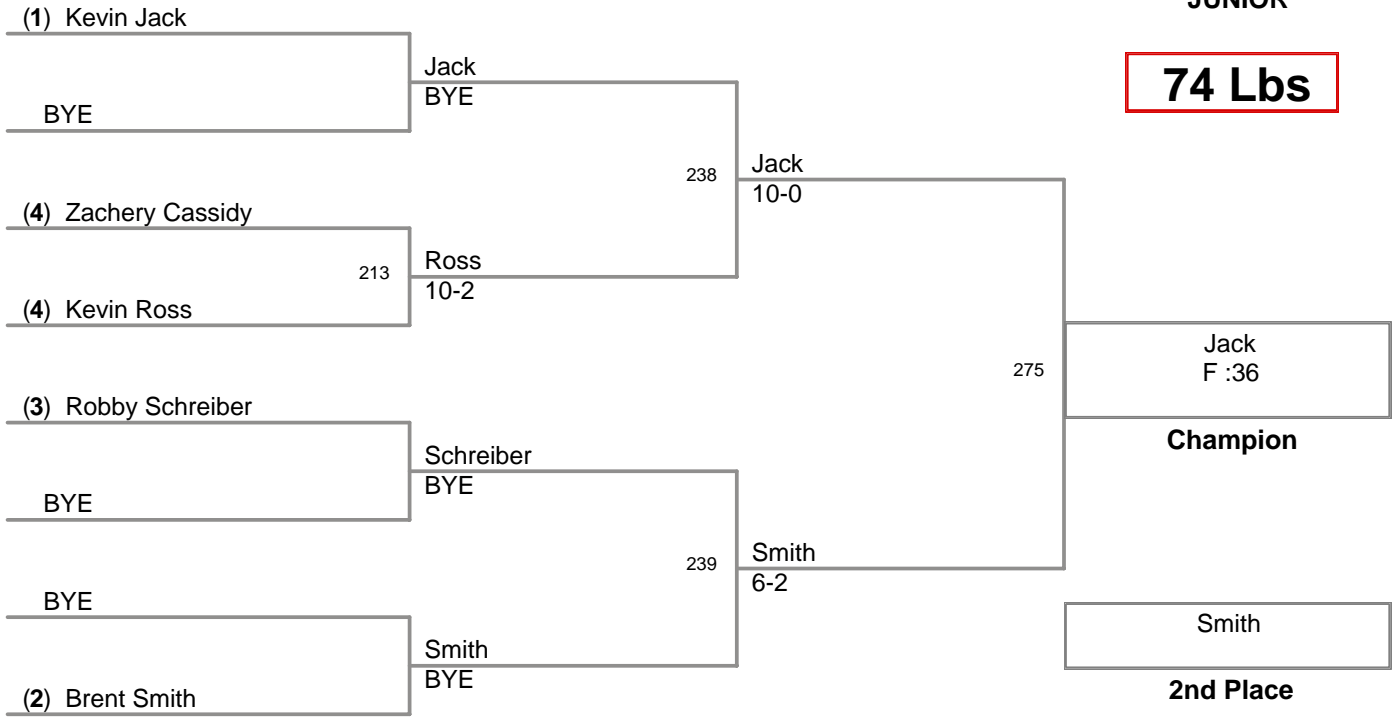 JUNIOR
74 Lbs
(1) Kevin Jack
BYE
(4) Zachery Cassidy
213
(4) Kevin Ross
(3) Robby Schreiber
BYE
BYE
(2) Brent Smith
Jack
BYE
238
Ross
10-2
Schreiber
BYE
239
Smith
BYE
Jack
10-0
275
Smith
6-2
Jack
F :36
Champion
Smith
2nd Place